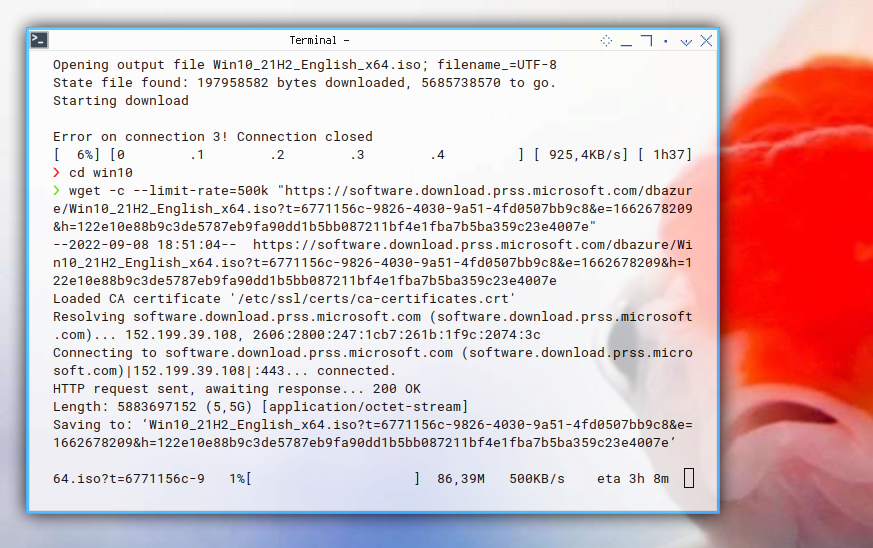 Terminal –
Opening output file Win10_21H2_English_x64.iso; filename_=UTF-8
State file found: 197958582 bytes downloaded, 5685738570 to go.
Starting download
Error on connection 3! Connection closed
[  6%] [0        .1        .2        .3        .4         ] [ 925,4KB/s] [ 1h37]
> cd win10
> wget -c --limit-rate=500k "https://software.download.prss.microsoft.com/dbazur
e/Win10_21H2_English_x64.iso?t=6771156c-9826-4030-9a51-4fd0507bb9c8&e=1662678209
&h=122e10e88b9c3de5787eb9fa90dd1b5bb087211bf4e1fba7b5ba359c23e4007e"
--2022-09-08 18:51:04--  https://software.download.prss.microsoft.com/dbazure/Wi
n10_21H2_English_x64.iso?t=6771156c-9826-4030-9a51-4fd0507bb9c8&e=1662678209&h=1
22e10e88b9c3de5787eb9fa90dd1b5bb087211bf4e1fba7b5ba359c23e4007e
Loaded CA certificate '/etc/ssl/certs/ca-certificates.crt'
Resolving software.download.prss.microsoft.com (software.download.prss.microsoft
.com)... 152.199.39.108, 2606:2800:247:1cb7:261b:1f9c:2074:3c
Connecting to software.download.prss.microsoft.com (software.download.prss.micro
soft.com)|152.199.39.108|:443... connected.
HTTP request sent, awaiting response... 200 OK
Length: 5883697152 (5,5G) [application/octet-stream]
Saving to: ‘Win10_21H2_English_x64.iso?t=6771156c-9826-4030-9a51-4fd0507bb9c8&e=
1662678209&h=122e10e88b9c3de5787eb9fa90dd1b5bb087211bf4e1fba7b5ba359c23e4007e’
64.iso?t=6771156c-9   1%[                    ]  86,39M   500KB/s    eta 3h 8m